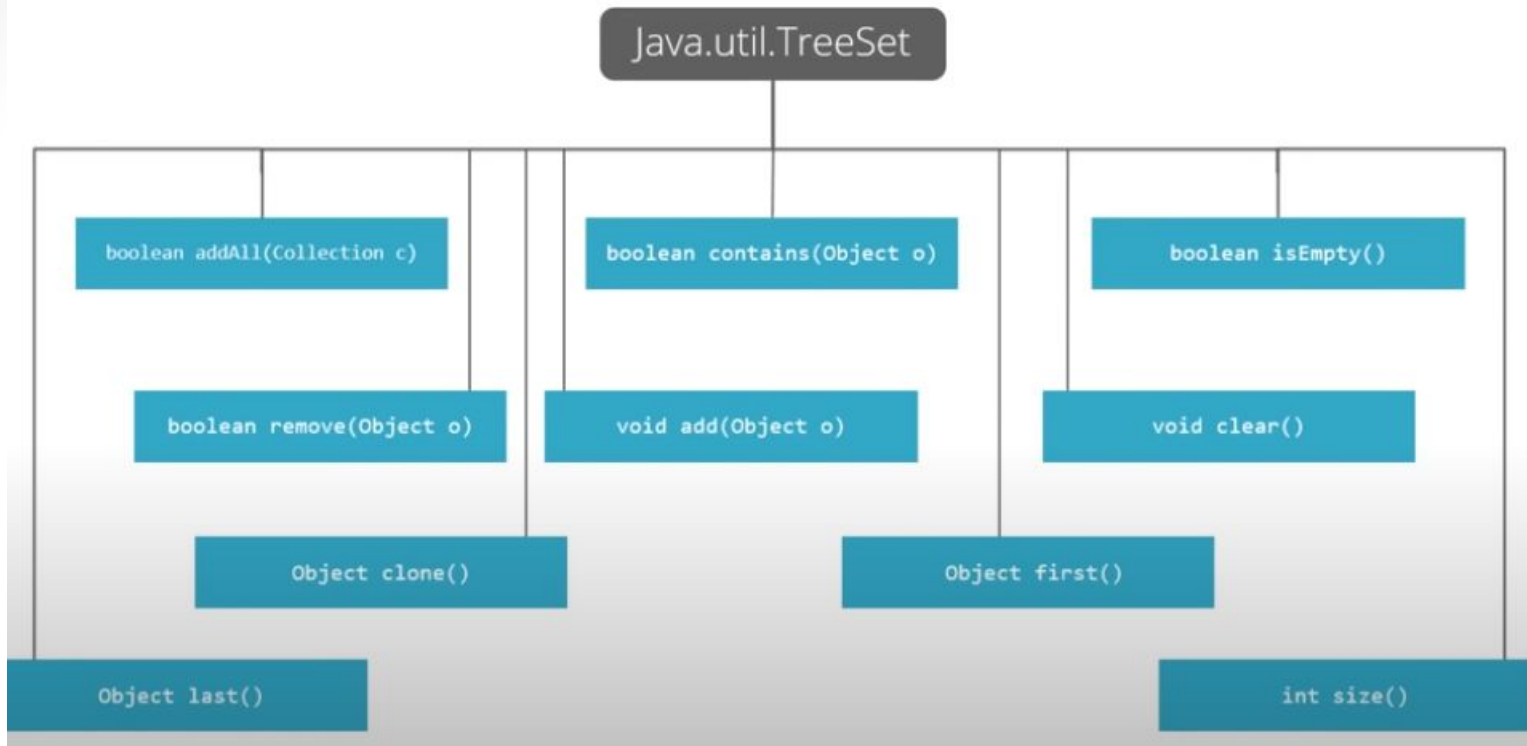 Java.util.TreeSet
boolean addAll(Collection c)
boolean contains(Object o)
boolean isEmpty()
boolean remove(Object o)
void add(Object o)
void clear()
Object clone()
Object first()
Object last()
int size()